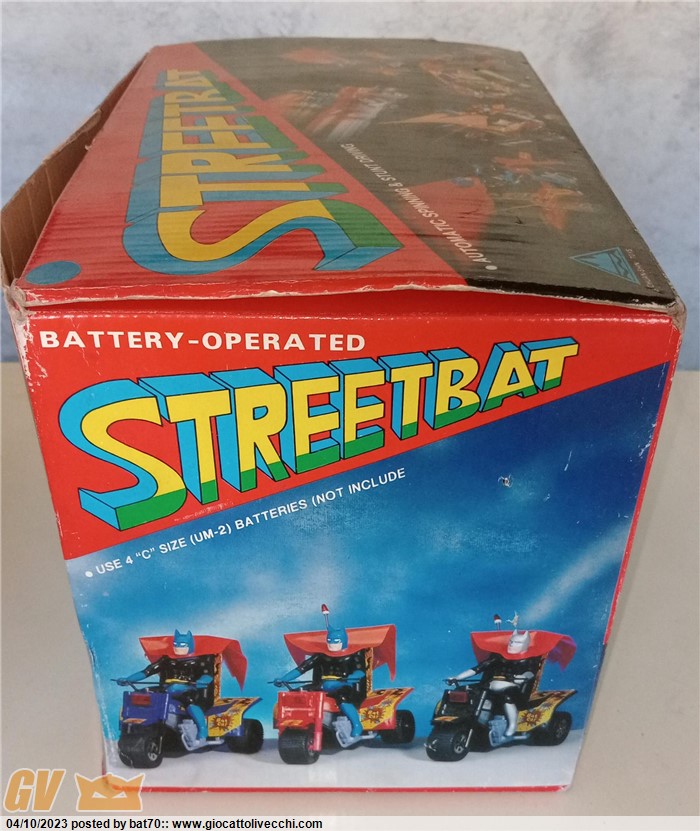 STREETBAT
• AUTOMATIC SPINNING & STUNT DRIVING
BATTERY-OPERATED
STREETBAT
• USE 4 "C" SIZE (UM-2) BATTERIES (NOT INCLUDE
GV
04/10/2023 posted by bat70:: www.giocattolivecchi.com